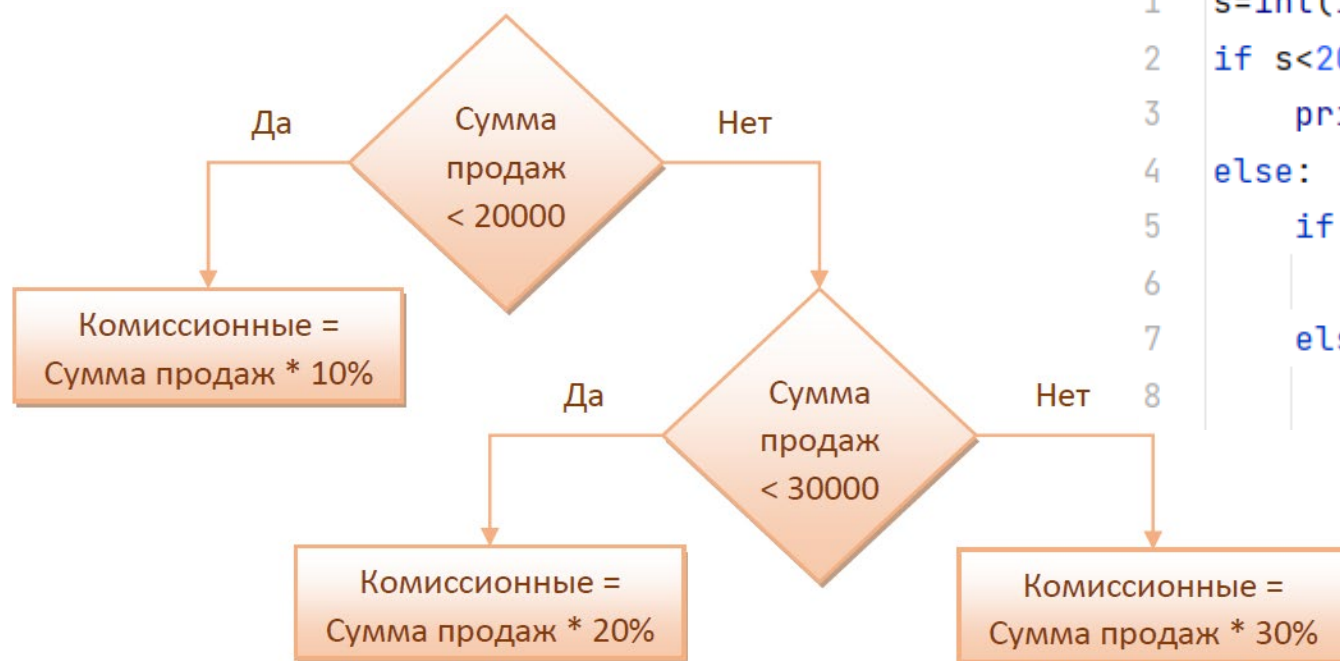 Да
Сумма
продаж
< 20000
Нет
Комиссионные =
Сумма продаж * 10%
Да
Сумма
продаж
< 30000
Нет
Комиссионные =
Сумма продаж * 20%
Комиссионные =
Сумма продаж * 30%
1
2 if
3
4 else:
5 if
6
7
8